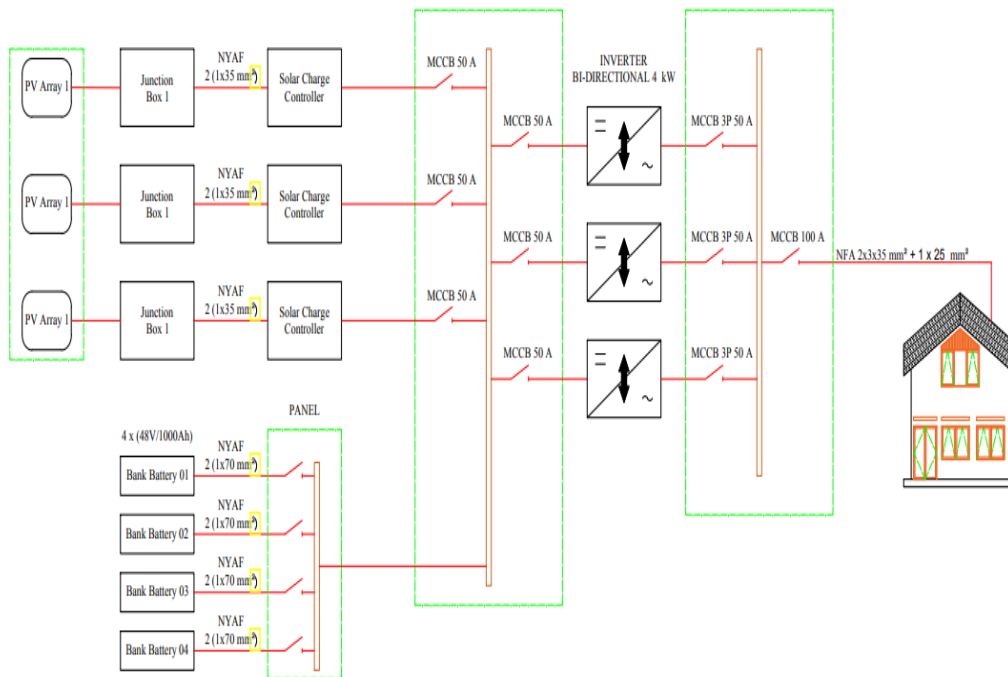 NYAF
2 (1x35 mm²)
PV Array 1
Junction
Box 1
Solar Charge
Controller
MCCB 50 A
NYAF
2 (1x35 mm²)
PV Array 1
Junction
Box 1
Solar Charge
Controller
MCCB 50 A
NYAF
2 (1x35 mm²)
PV Array 1
Junction
Box 1
Solar Charge
Controller
MCCB 50 A
MCCB 50 A
MCCB 50 A
MCCB 50 A
INVERTER
BI-DIRECTIONAL 4 kW
MCCB 3P 50 A
MCCB 3P 50 A
MCCB 3P 50 A
MCCB 100 A
NFA 2x3x35 mm² + 1 x 25 mm²
PANEL
4 x (48V/1000Ah)
Bank Battery 01
NYAF
2 (1x70 mm²)
Bank Battery 02
NYAF
2 (1x70 mm²)
Bank Battery 03
NYAF
2 (1x70 mm²)
Bank Battery 04
NYAF
2 (1x70 mm²)